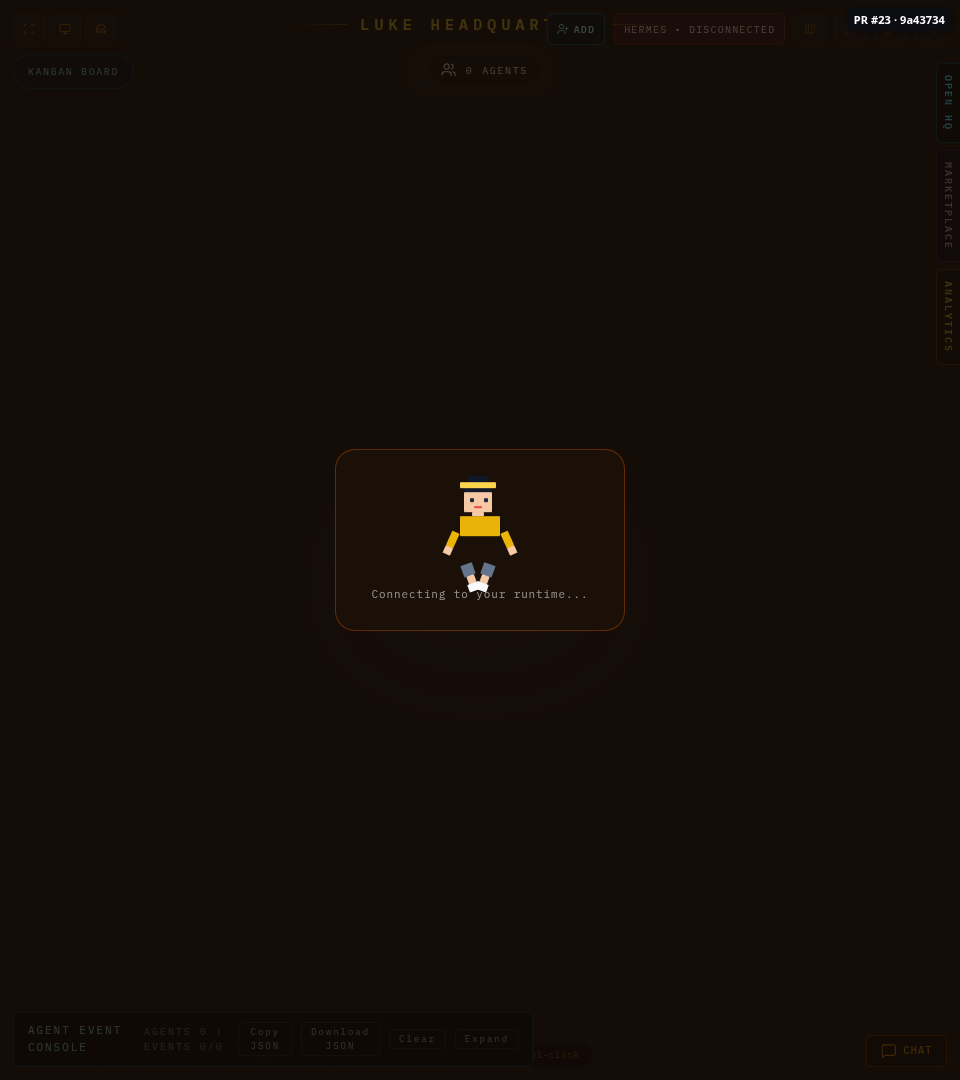 LUKE HEADQUART
ADD
HERMES • DISCONNECTED
PR #23 · 9a43734
KANBAN BOARD
0 AGENTS
OPEN HQ
MARKETPLACE
ANALYTICS
Connecting to your runtime...
AGENT EVENT
CONSOLE
AGENTS 0 |
EVENTS 0/0
Copy
JSON
Download
JSON
Clear
Expand
l-click
CHAT